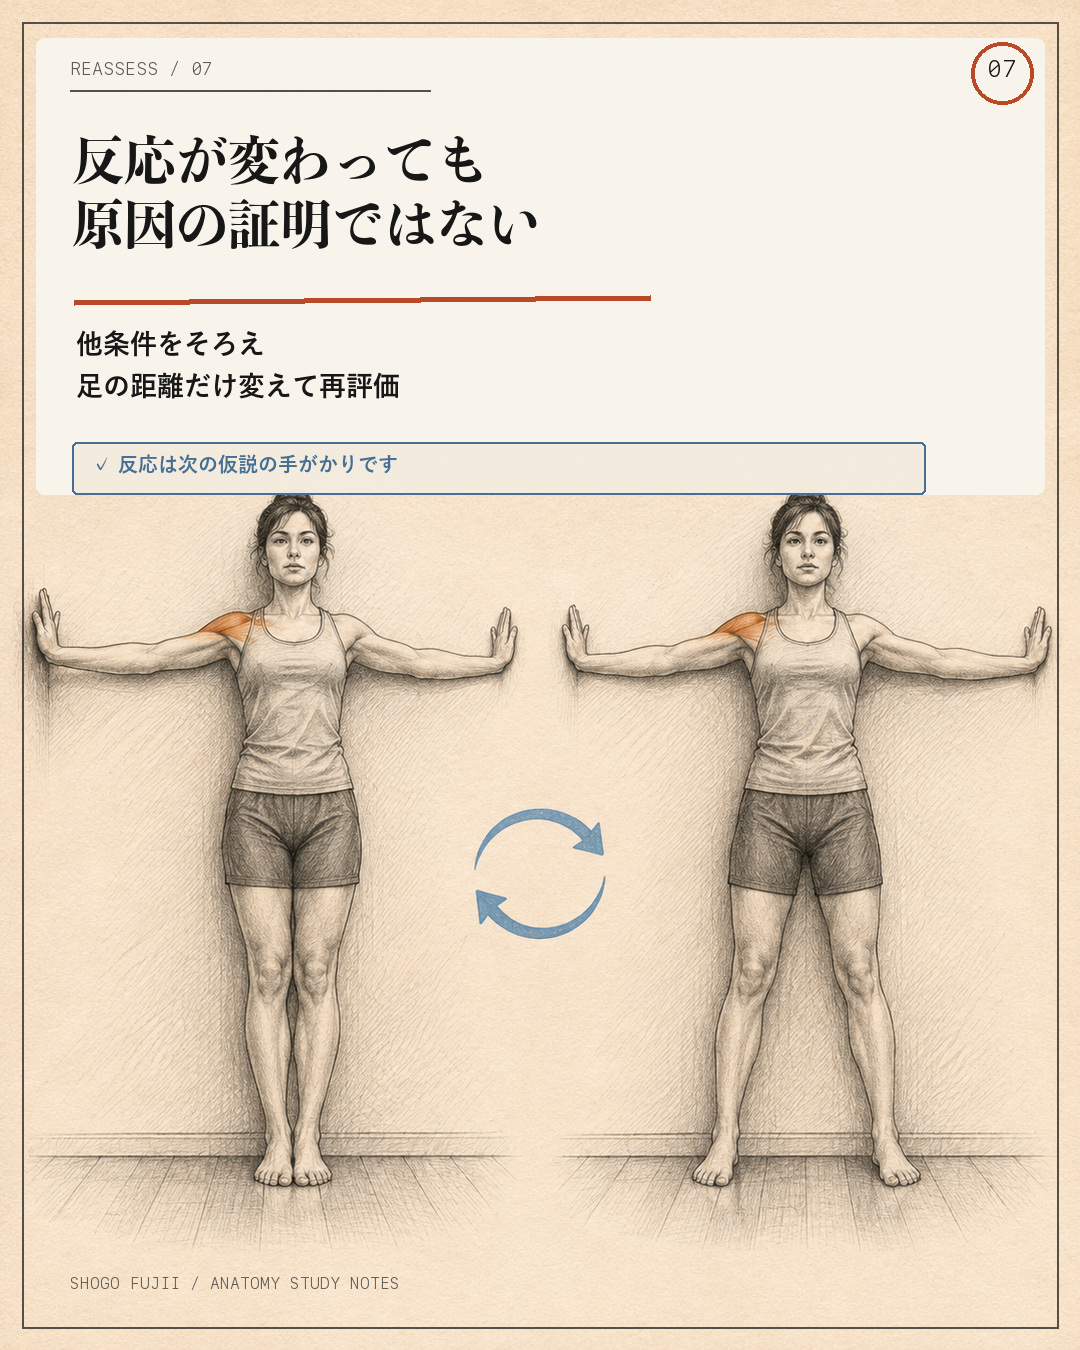 REASSESS / 07
07
反応が変わっても
原因の証明ではない
他条件をそろえ
足の距離だけ変えて再評価
✓ 反応は次の仮説の手がかりです
SHOGO FUJII / ANATOMY STUDY NOTES